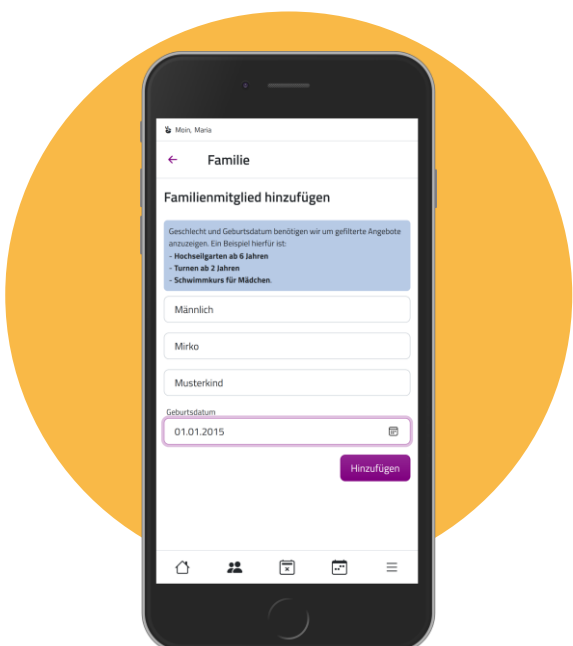 Moin, Maria
Familie
Familienmitglied hinzufügen
Geschlecht und Geburtsdatum benötigen wir um gefilterte Angebote
anzuzeigen. Ein Beispiel hierfür ist:
- Hochseilgarten ab 6 Jahren
- Turnen ab 2 Jahren
- Schwimmkurs für Mädchen.
Männlich
Mirko
Musterkind
Geburtsdatum
01.01.2015
Hinzufügen